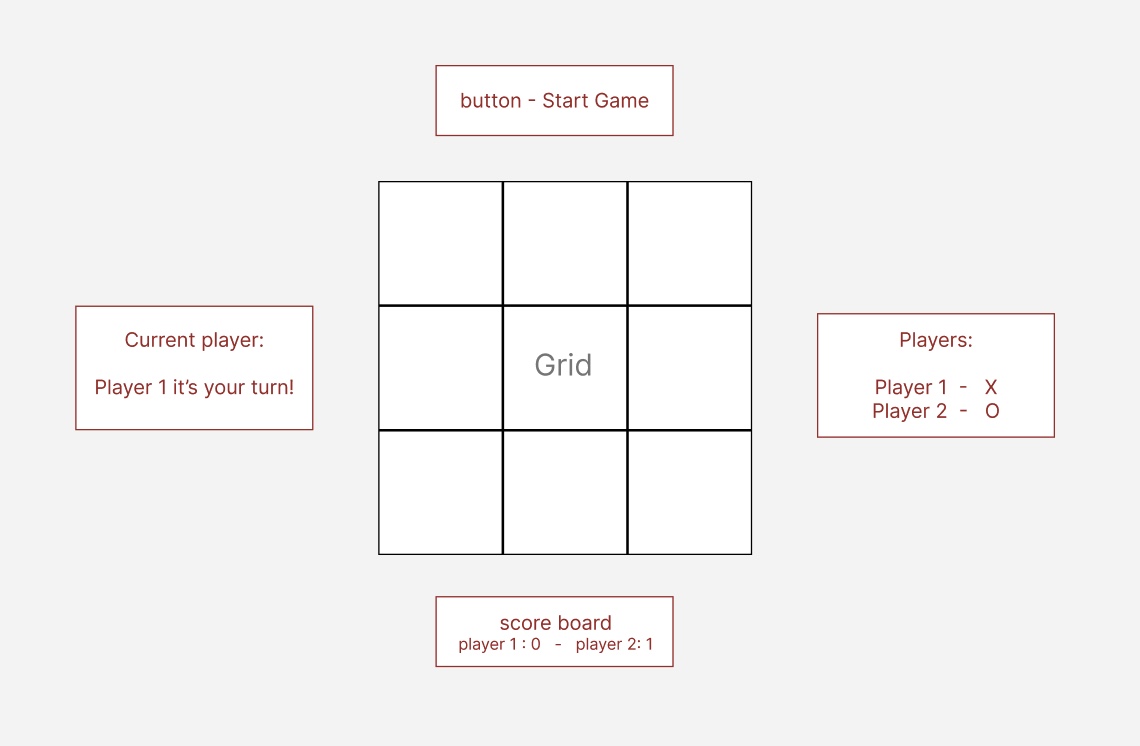 button - Start Game
Current player:
Player 1 it’s your turn!
Grid
Players:
Player 1 - X
Player 2 - O
score board
player 1 : 0 - player 2: 1